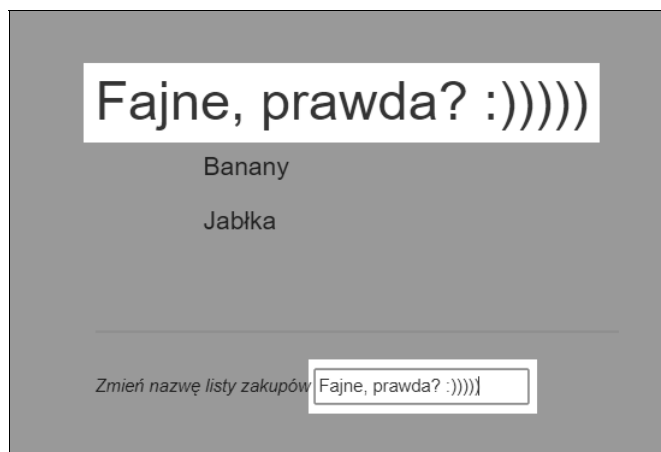 Fajne, prawda? :)))))
Banany
Jabłka
Zmień nazwę listy zakupów Fajne, prawda? :)))))